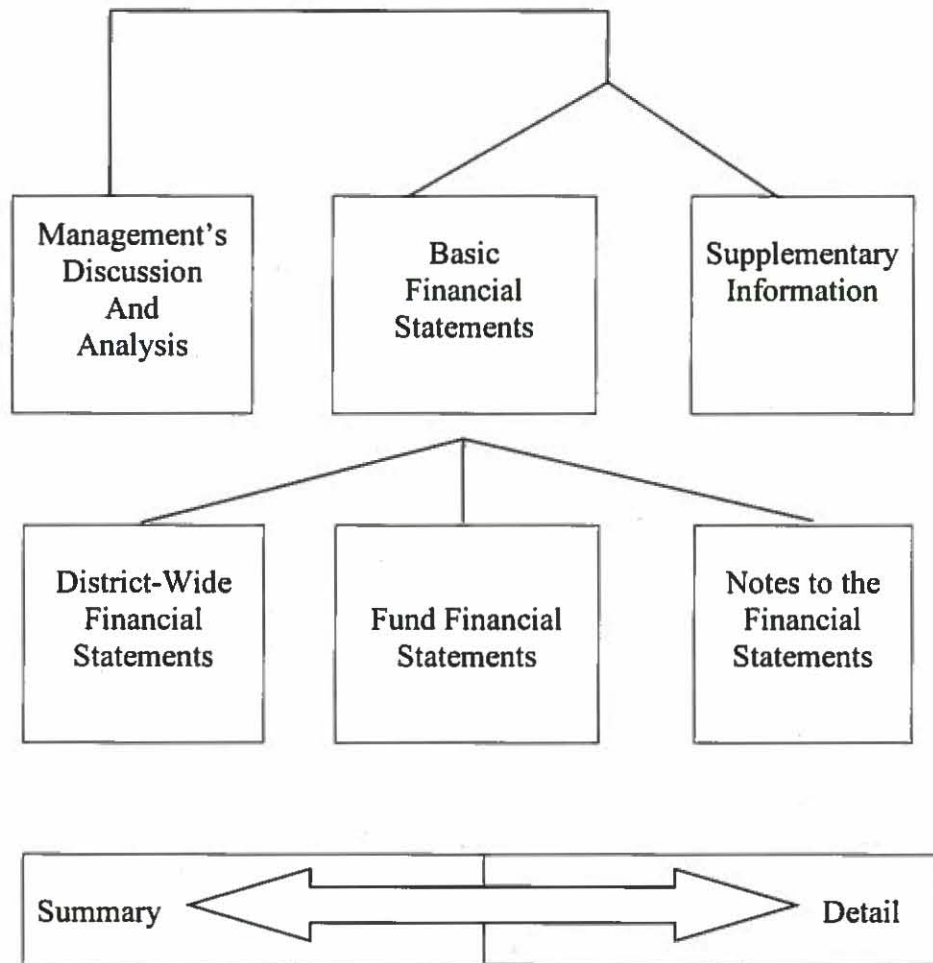 Management's
Discussion
And
Analysis
Basic
Financial
Statements
Supplementary
Information
District-Wide
Financial
Statements
Fund Financial
Statements
Notes to the
Financial
Statements
Summary
Detail